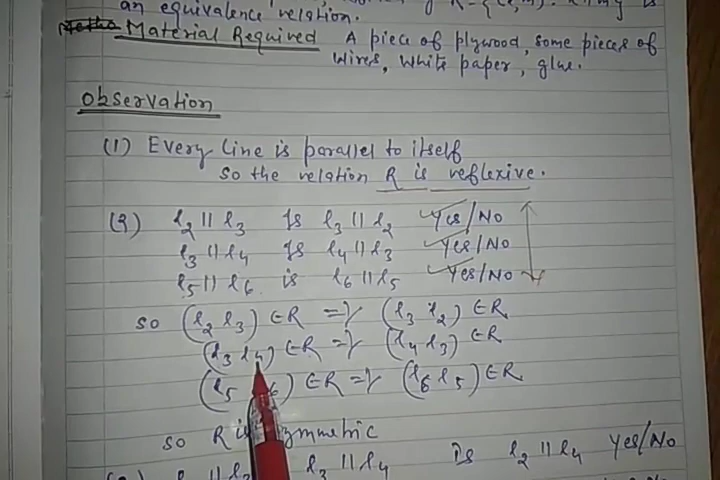 an equivalence relation.
Material Required A piece of plywood, some pieces of
wires, white paper, glue.
Observation
(1) Every line is parallel to itself
so the relation R is reflexive.
(2) l2 || l3 Is l3 || l2 Yes/No
l3 || l4 Is l4 || l3 Yes/No
l5 || l6 is l6 || l5 Yes/No
so (l2 l3) ∈ R => (l3 l2) ∈ R
(l3 l4) ∈ R => (l4 l3) ∈ R
(l5 6) ∈ R => (l6 l5) ∈ R
so R is symmetric
l3 || l4 Is l2 || l4 Yes/No